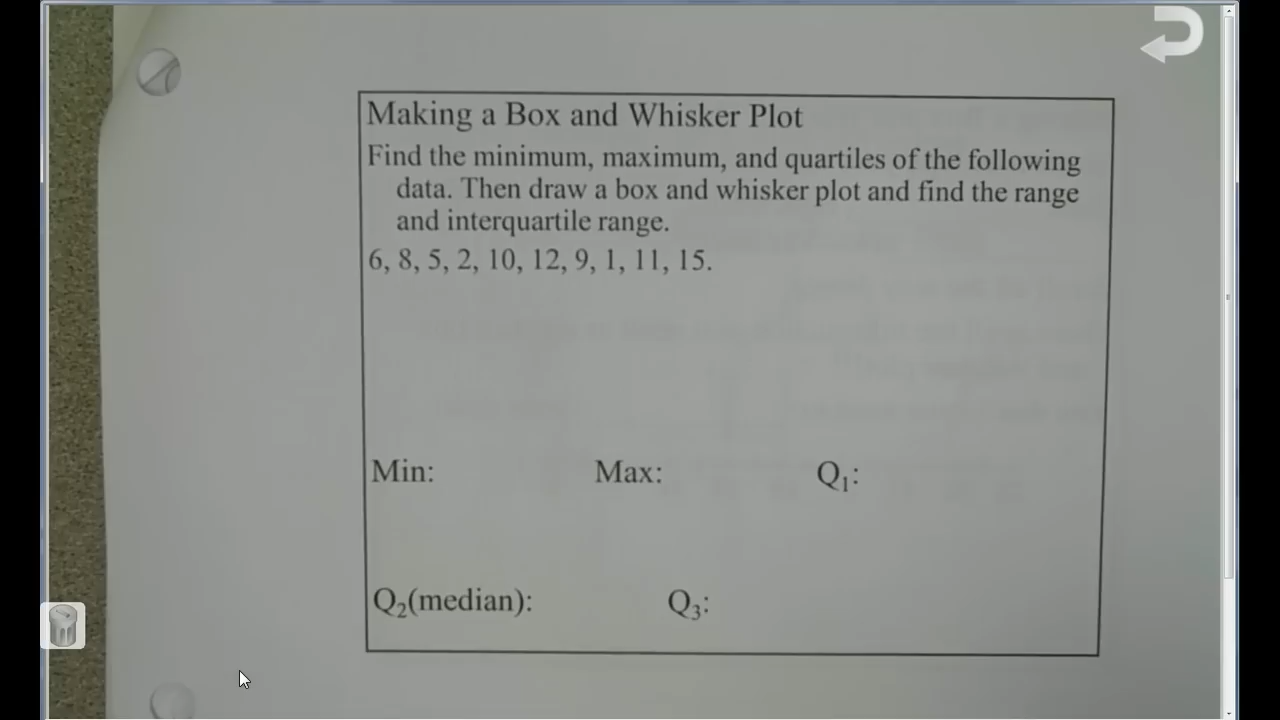 Making a Box and Whisker Plot
Find the minimum, maximum, and quartiles of the following
data. Then draw a box and whisker plot and find the range
and interquartile range.
6, 8, 5, 2, 10, 12, 9, 1, 11, 15.
Min: Max: Q₁:
Q₂(median): Q₃: